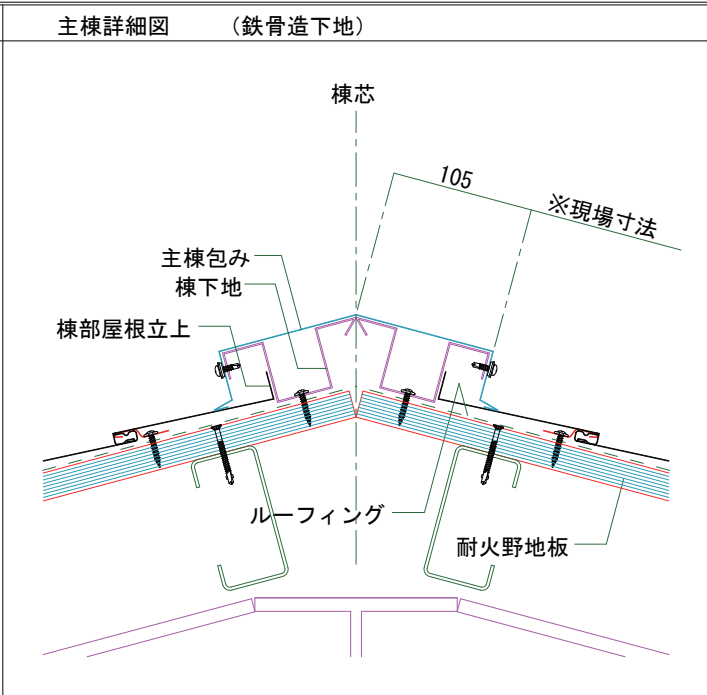 主棟詳細図　　（鉄骨造下地）
棟芯
105
※現場寸法
主棟包み
棟下地
棟部屋根立上
ルーフィング
耐火野地板